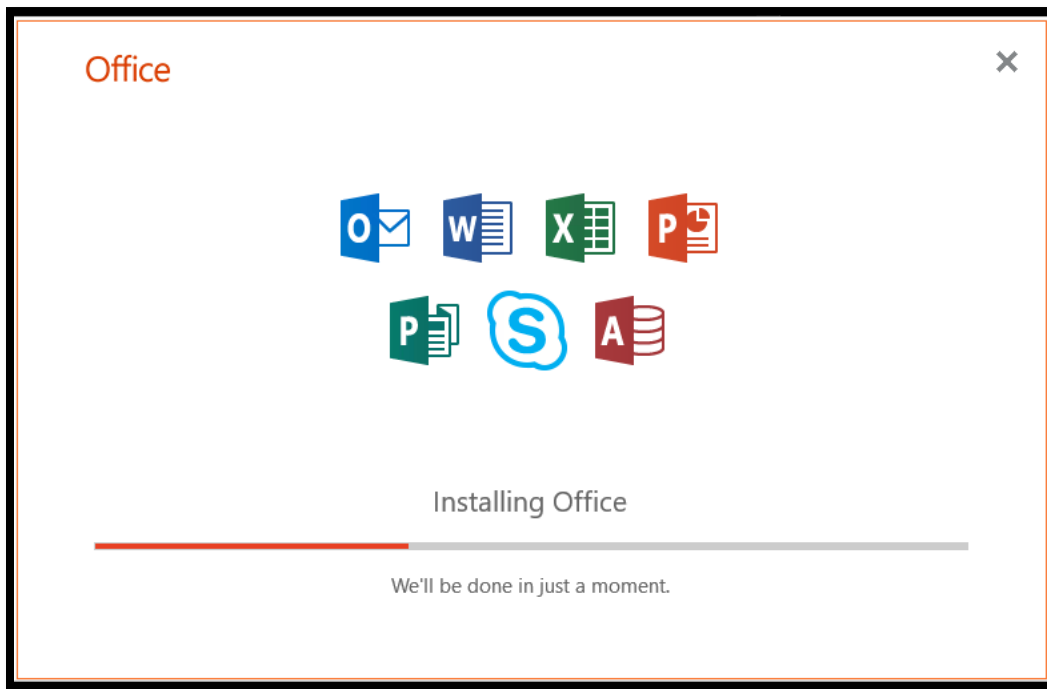 Office
O W X P
P S A
Installing Office
We'll be done in just a moment.